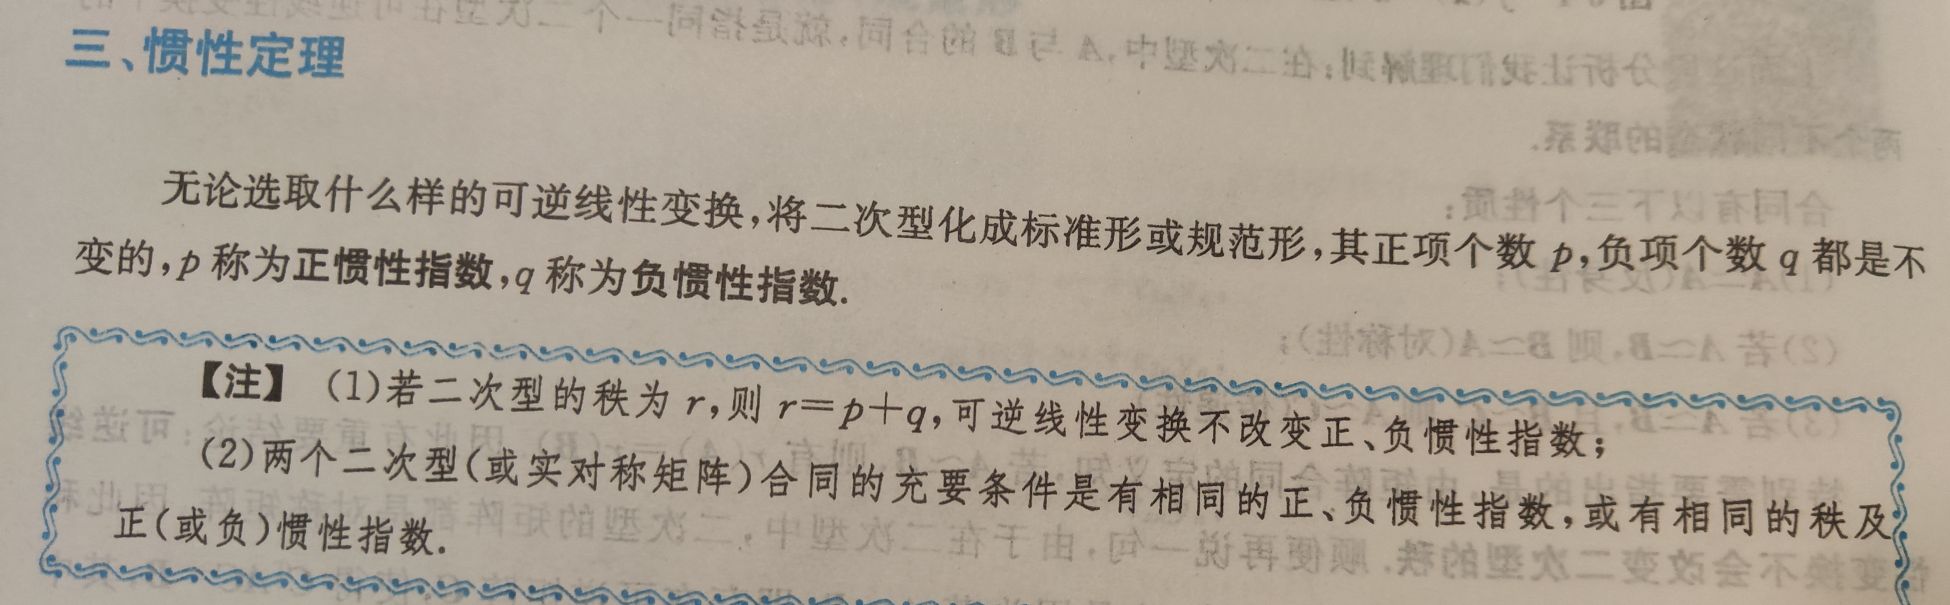 三、惯性定理
无论选取什么样的可逆线性变换,将二次型化成标准形或规范形,其正项个数 p,负项个数 q 都是不
变的,p 称为正惯性指数,q 称为负惯性指数.
【注】 (1)若二次型的秩为 r,则 r=p+q,可逆线性变换不改变正、负惯性指数;
(2)两个二次型(或实对称矩阵)合同的充要条件是有相同的正、负惯性指数,或有相同的秩及
正(或负)惯性指数.